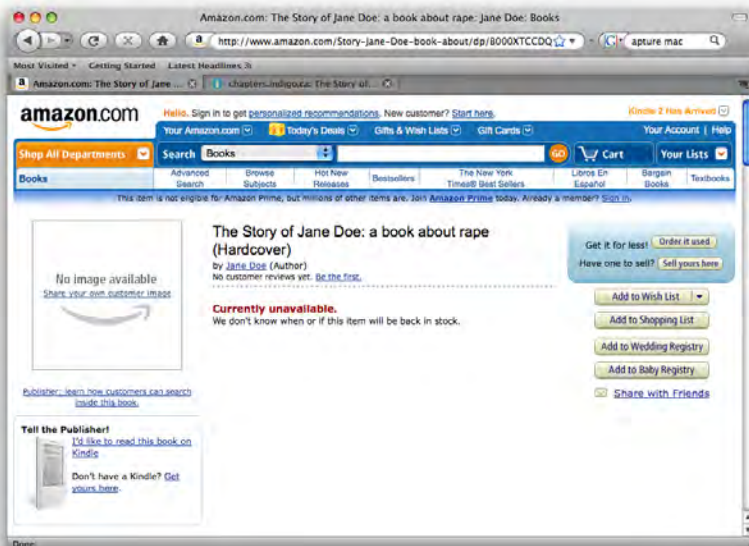 Amazon.com: The Story of Jane Doe: a book about rape: Jane Doe: Books
a http://www.amazon.com/Story-Jane-Doe-book-about/dp/B000XTCCDQ apture mac
Most Visited Getting Started Latest Headlines
a Amazon.com: The Story of Jane ... chapters.indigo.ca: The Story of...
amazon.com
Hello. Sign in to get personalized recommendations. New customer? Start here.
Kindle 2 Has Arrived
Your Amazon.com Today's Deals Gifts & Wish Lists Gift Cards Your Account | Help
Shop All Departments Search Books GO Cart Your Lists
Books Advanced Search Browse Subjects Hot New Releases Bestsellers The New York Times® Best Sellers Libros En Español Bargain Books Textbooks
This item is not eligible for Amazon Prime, but millions of other items are. Join Amazon Prime today. Already a member? Sign in.
No image available
Share your own customer image
Publisher: learn how customers can search
inside this book.
Tell the Publisher!
I'd like to read this book on
Kindle
Don't have a Kindle? Get
yours here.
The Story of Jane Doe: a book about rape
(Hardcover)
by Jane Doe (Author)
No customer reviews yet. Be the first.
Currently unavailable.
We don't know when or if this item will be back in stock.
Get it for less! Order it used
Have one to sell? Sell yours here
Add to Wish List
Add to Shopping List
Add to Wedding Registry
Add to Baby Registry
Share with Friends
Done